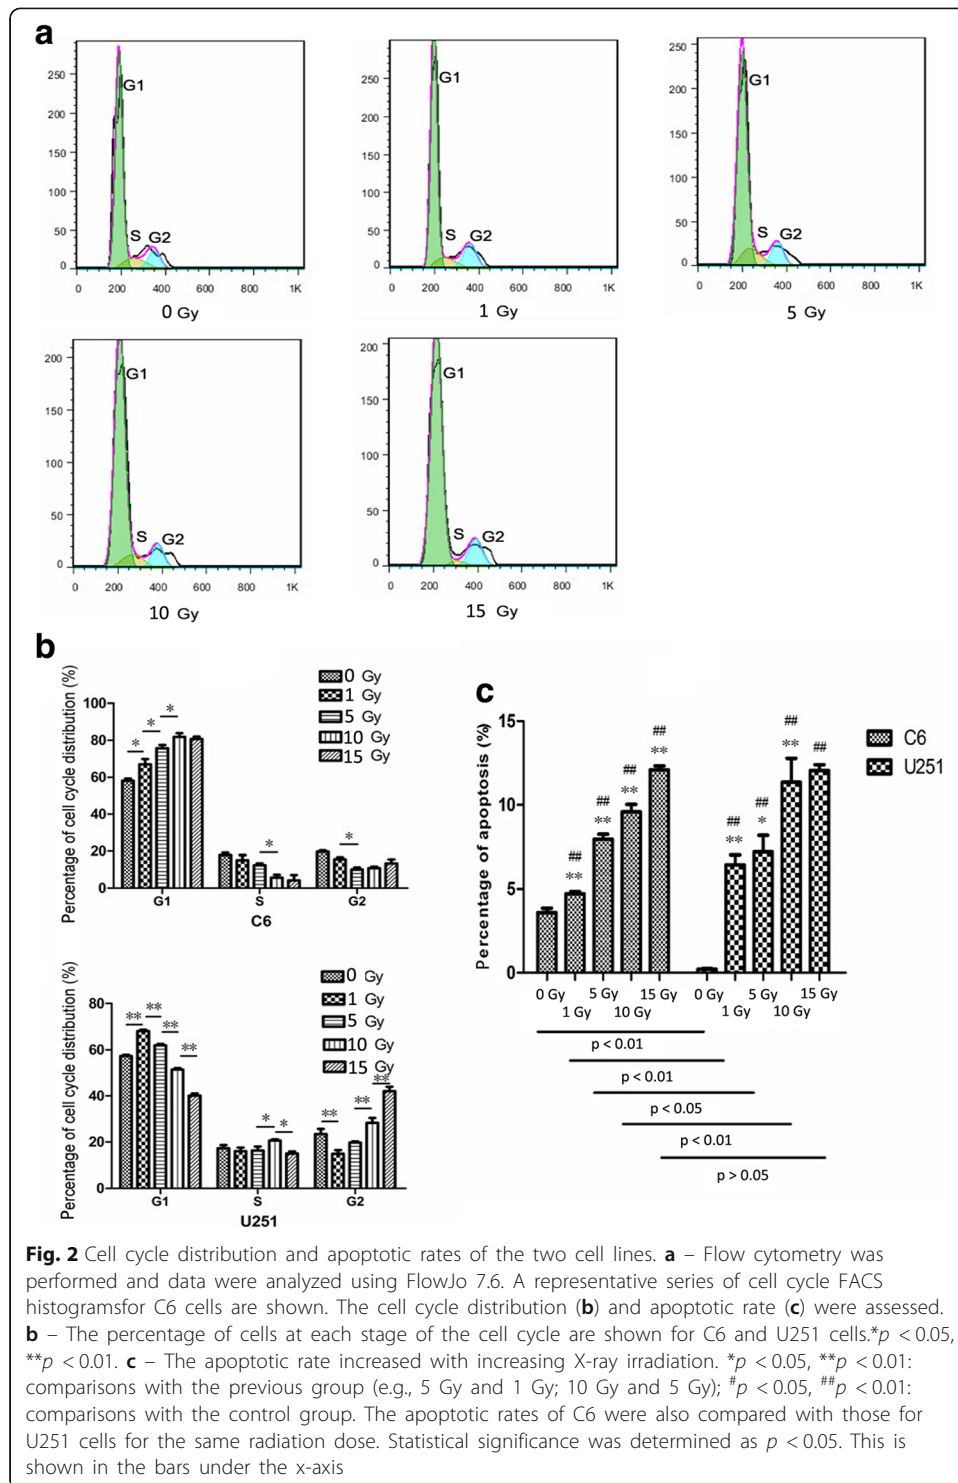 a
G1
S
G2
250
200
150
100
50
0
0 200 400 600 800 1K
0 Gy
G1
S
G2
250
200
150
100
50
0
0 200 400 600 800 1K
1 Gy
G1
S
G2
250
200
150
100
50
0
0 200 400 600 800 1K
5 Gy
G1
S
G2
200
150
100
50
0
0 200 400 600 800 1K
10 Gy
G1
S
G2
200
150
100
50
0
0 200 400 600 800 1K
15 Gy
b
Percentage of cell cycle distribution (%)
100
80
60
40
20
0
* * *
*
*
G1 S G2
C6
0 Gy
1 Gy
5 Gy
10 Gy
15 Gy
Percentage of cell cycle distribution (%)
80
60
40
20
0
** ** ** **
* *
** ** **
G1 S G2
U251
0 Gy
1 Gy
5 Gy
10 Gy
15 Gy
c
Percentage of apoptosis (%)
15
10
5
0
##
**
##
**
##
**
##
**
##
**
##
*
##
**
##
C6
U251
0 Gy 1 Gy 5 Gy 10 Gy 15 Gy
0 Gy 1 Gy 5 Gy 10 Gy 15 Gy
p < 0.01
p < 0.01
p < 0.05
p < 0.01
p > 0.05
Fig. 2 Cell cycle distribution and apoptotic rates of the two cell lines. a – Flow cytometry was
performed and data were analyzed using FlowJo 7.6. A representative series of cell cycle FACS
histogramsfor C6 cells are shown. The cell cycle distribution (b) and apoptotic rate (c) were assessed.
b – The percentage of cells at each stage of the cell cycle are shown for C6 and U251 cells.*p < 0.05,
**p < 0.01. c – The apoptotic rate increased with increasing X-ray irradiation. *p < 0.05, **p < 0.01:
comparisons with the previous group (e.g., 5 Gy and 1 Gy; 10 Gy and 5 Gy); #p < 0.05, ##p < 0.01:
comparisons with the control group. The apoptotic rates of C6 were also compared with those for
U251 cells for the same radiation dose. Statistical significance was determined as p < 0.05. This is
shown in the bars under the x-axis